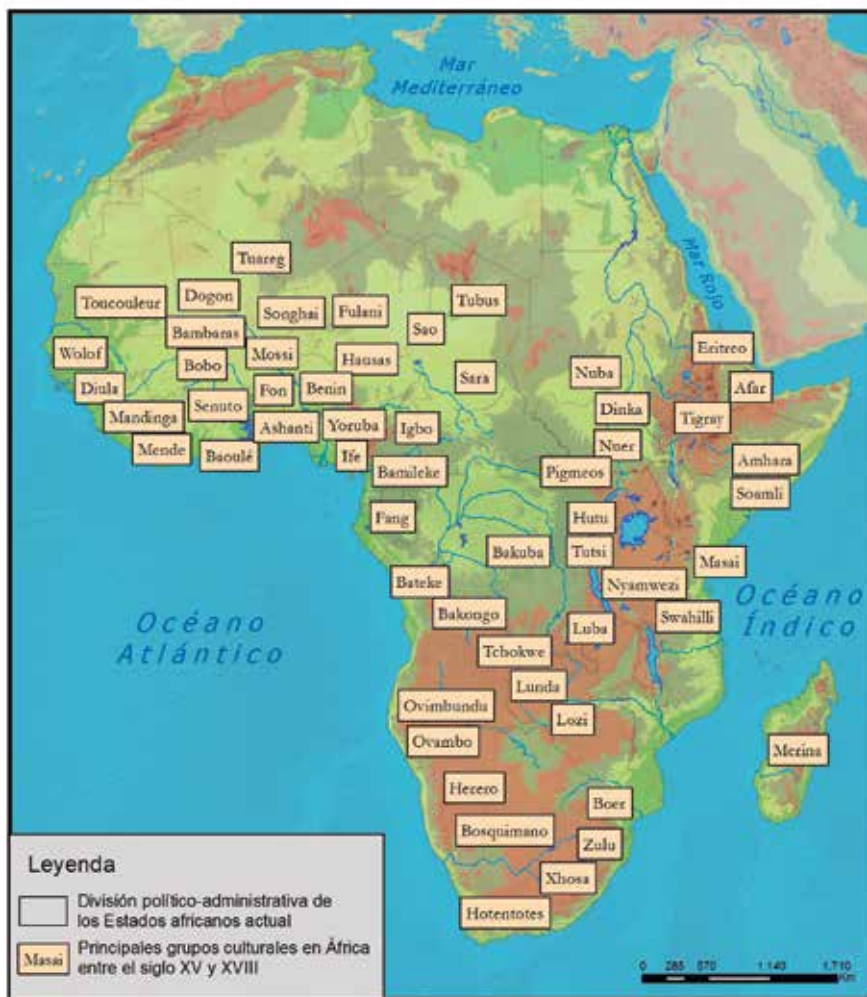 Mar
Mediterráneo
Mar Rojo
Tuareg
Dogon
Toucouleur
Songhai
Fulani
Tubus
Sao
Bambaras
Wolof
Bobo
Mossi
Hausas
Eritreo
Diula
Senuto
Fon
Benin
Sara
Nuba
Afar
Mandinga
Ashanti
Yoruba
Igbo
Dinka
Tigray
Mende
Baoulé
Ife
Nuer
Bamileke
Pigmeos
Amhara
Soamli
Fang
Hutu
Bakuba
Tutsi
Masai
Bateke
Nyamwezi
Océano
Índico
Bakongo
Luba
Swahilli
Océano
Atlántico
Tchokwe
Lunda
Ovimbundu
Lozi
Ovambo
Merina
Herero
Boer
Bosquimano
Zulu
Xhosa
Hotentotes
Leyenda
División político-administrativa de
los Estados africanos actual
Masai
Principales grupos culturales en África
entre el siglo XV y XVIII
0 285 570 1.140 1.710
Km